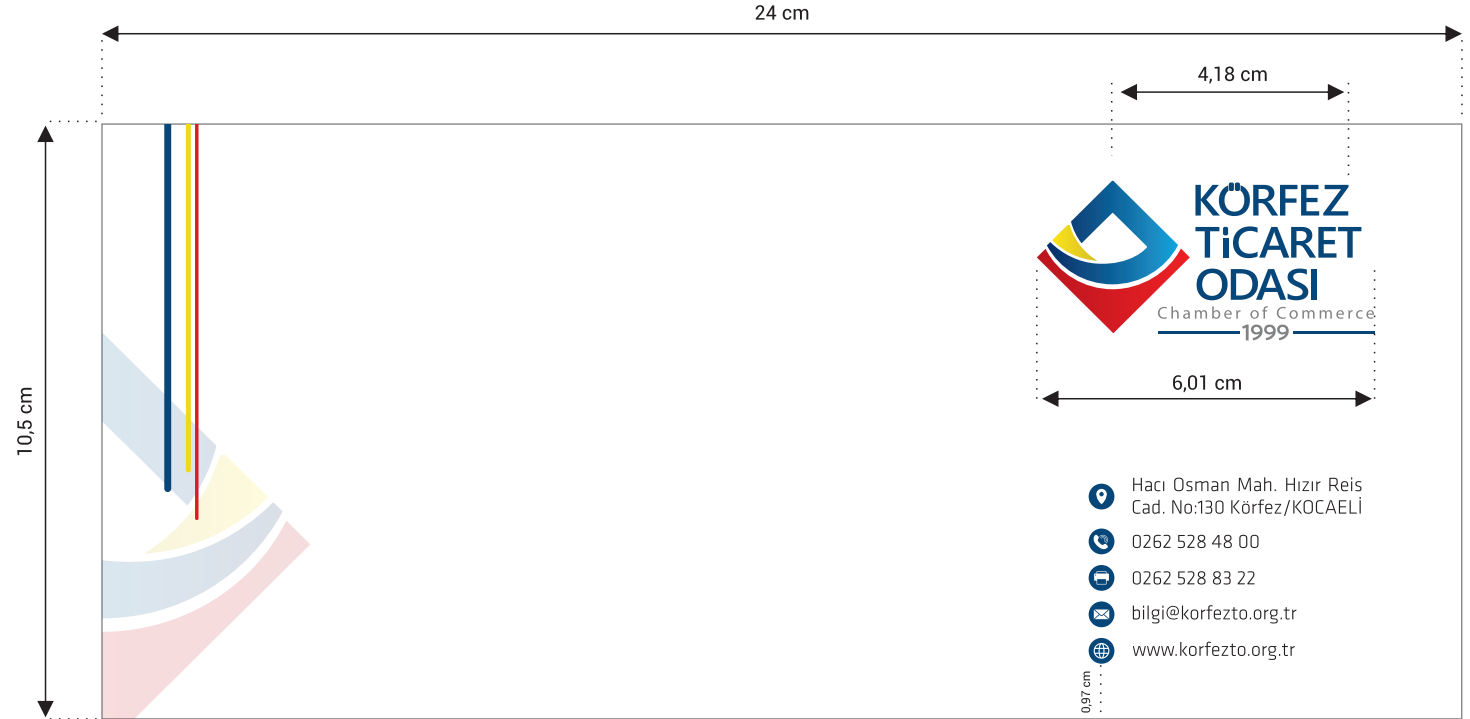 24 cm
4,18 cm
KÖRFEZ
TiCARET
ODASI
Chamber of Commerce
1999
6,01 cm
10,5 cm
Hacı Osman Mah. Hızır Reis
Cad. No:130 Körfez/KOCAELİ
0262 528 48 00
0262 528 83 22
bilgi@korfezto.org.tr
www.korfezto.org.tr
0,97 cm